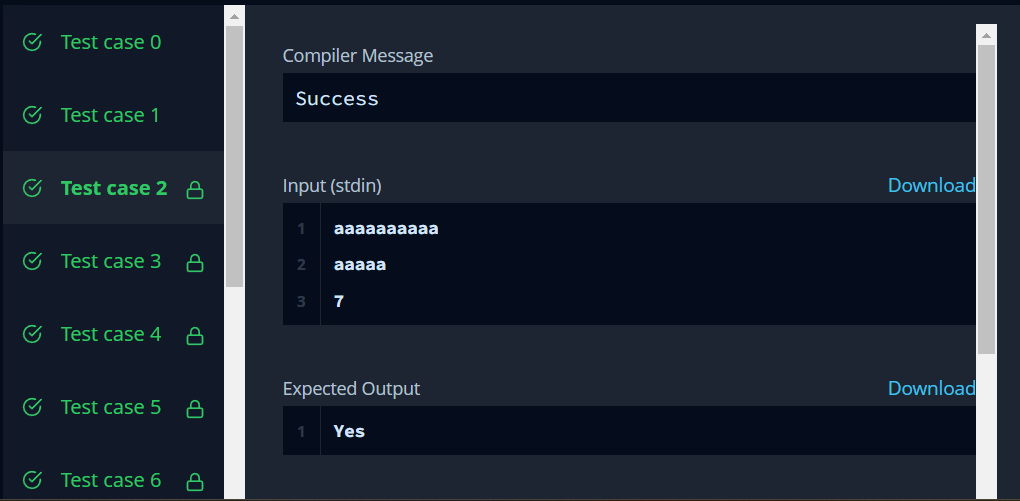 Test case 0
Test case 1
Test case 2
Test case 3
Test case 4
Test case 5
Test case 6
Compiler Message
Success
Input (stdin)
Download
1 aaaaaaaaaa
2 aaaaa
3 7
Expected Output
Download
1 Yes